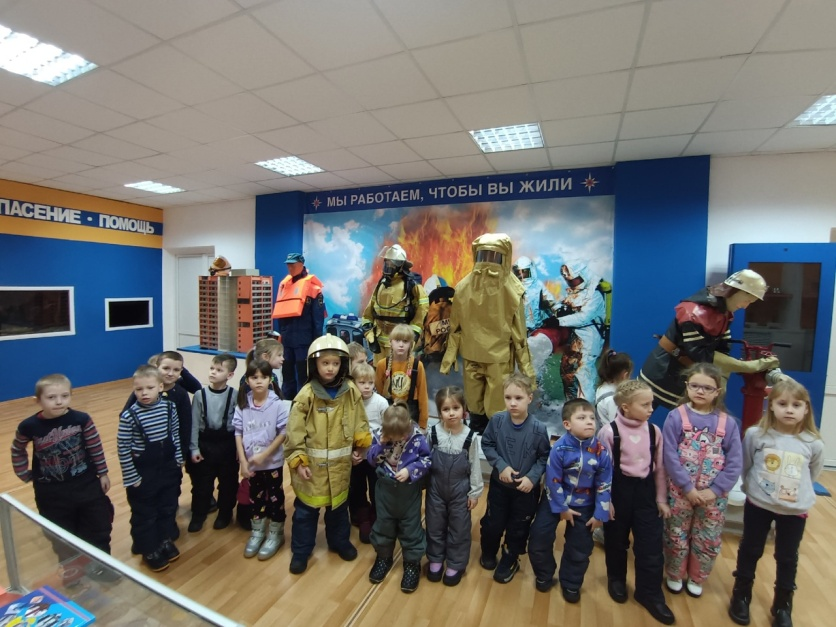 ПАСЕНИЕ • ПОМОЩЬ
МЫ РАБОТАЕМ, ЧТОБЫ ВЫ ЖИЛИ